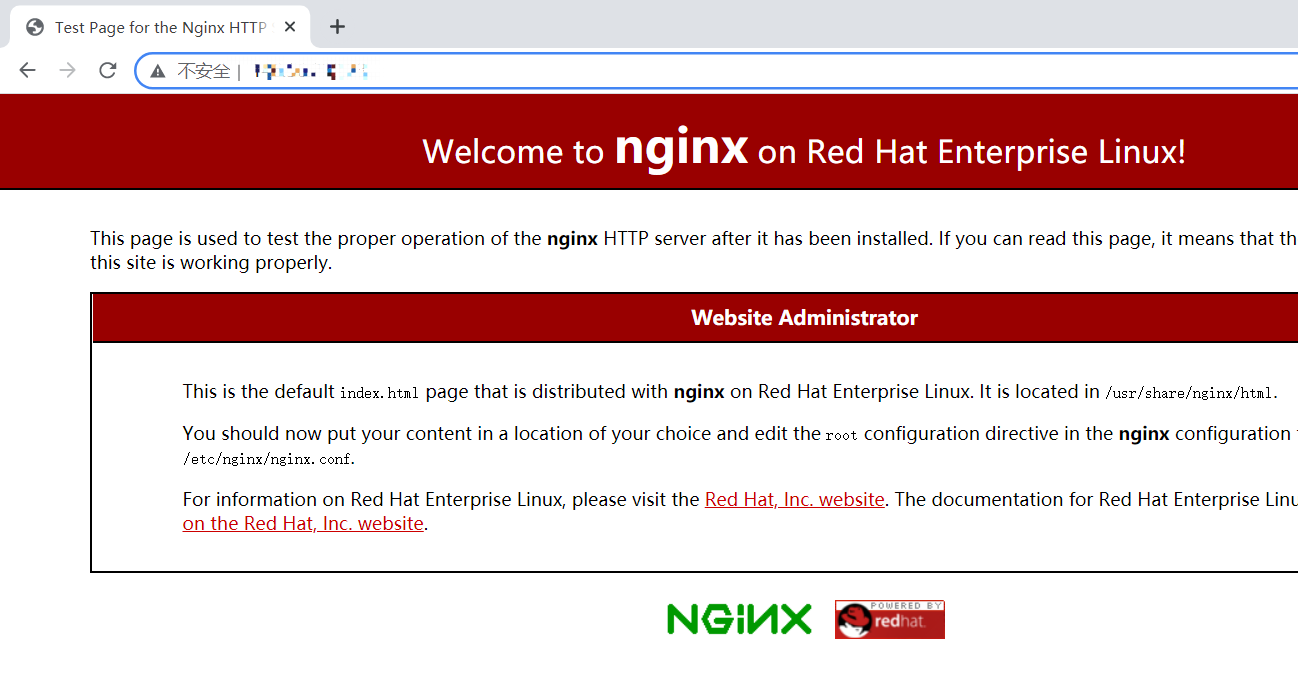 Test Page for the Nginx HTTP
不安全 |
Welcome to nginx on Red Hat Enterprise Linux!
This page is used to test the proper operation of the nginx HTTP server after it has been installed. If you can read this page, it means that th
this site is working properly.
Website Administrator
This is the default index.html page that is distributed with nginx on Red Hat Enterprise Linux. It is located in /usr/share/nginx/html.
You should now put your content in a location of your choice and edit the root configuration directive in the nginx configuration
/etc/nginx/nginx.conf.
For information on Red Hat Enterprise Linux, please visit the Red Hat, Inc. website. The documentation for Red Hat Enterprise Linu
on the Red Hat, Inc. website.
NGINX
POWERED BY
redhat.